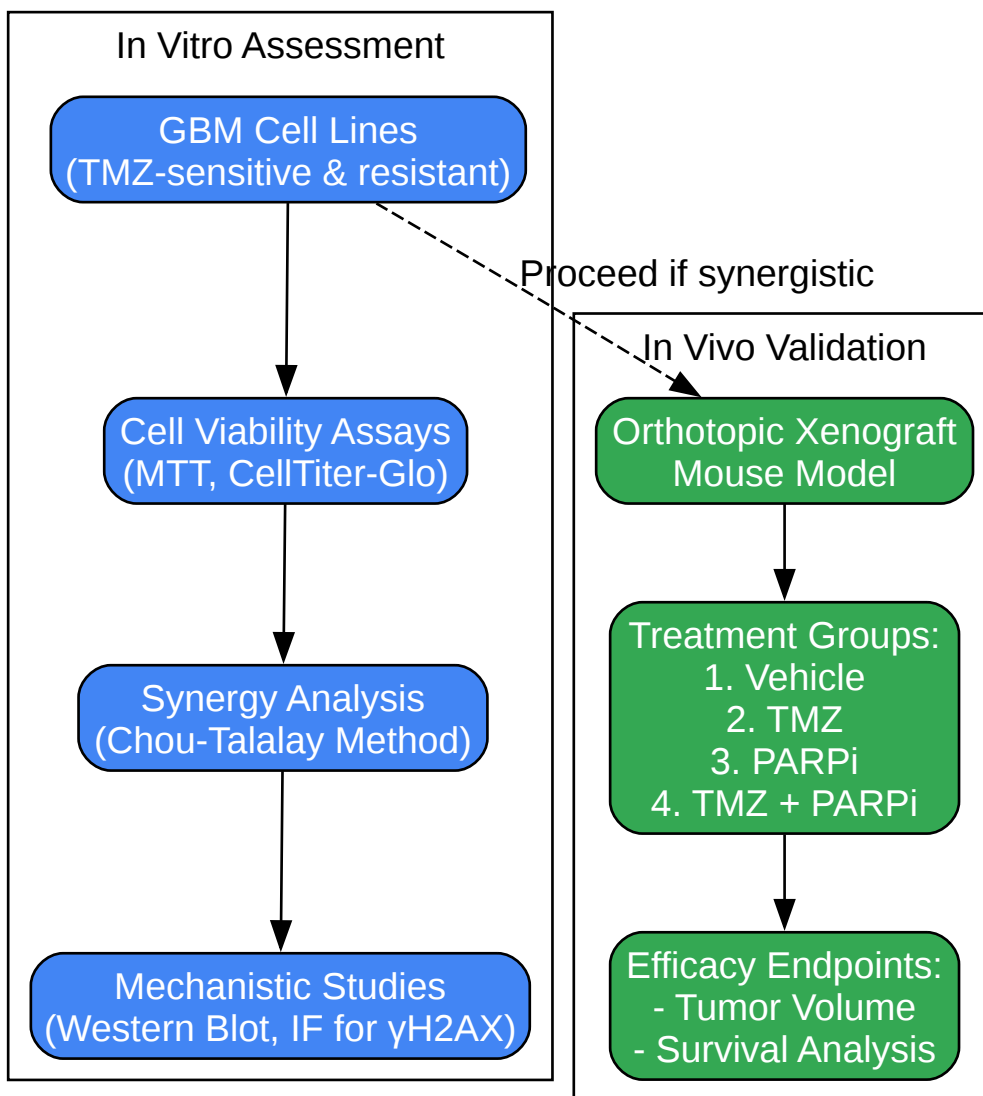 In Vitro Assessment
GBM Cell Lines
(TMZ-sensitive & resistant)
Proceed if synergistic
Cell Viability Assays
(MTT, CellTiter-Glo)
Synergy Analysis
(Chou-Talalay Method)
Mechanistic Studies
(Western Blot, IF for γH2AX)
In Vivo Validation
Orthotopic Xenograft
Mouse Model
Treatment Groups:
1. Vehicle
2. TMZ
3. PARPi
4. TMZ + PARPi
Efficacy Endpoints:
- Tumor Volume
- Survival Analysis